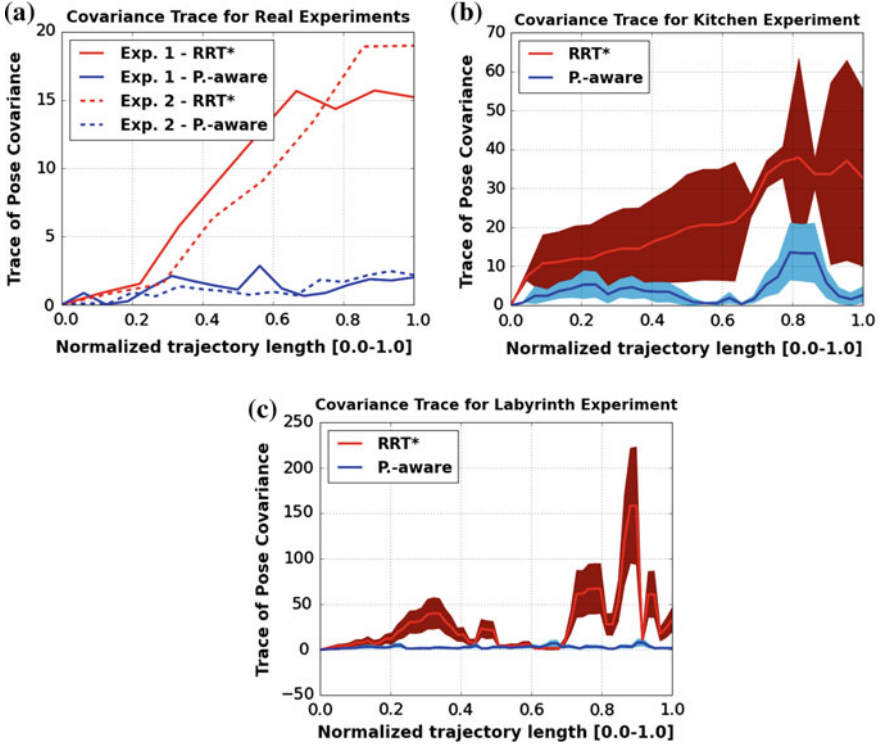 (a)
Covariance Trace for Real Experiments
Trace of Pose Covariance
20
15
10
5
0
Exp. 1 - RRT*
Exp. 1 - P.-aware
Exp. 2 - RRT*
Exp. 2 - P.-aware
0.0 0.2 0.4 0.6 0.8 1.0
Normalized trajectory length [0.0-1.0]
(b)
Covariance Trace for Kitchen Experiment
Trace of Pose Covariance
70
60
50
40
30
20
10
0
RRT*
P.-aware
0.0 0.2 0.4 0.6 0.8 1.0
Normalized trajectory length [0.0-1.0]
(c)
Covariance Trace for Labyrinth Experiment
Trace of Pose Covariance
250
200
150
100
50
0
−50
RRT*
P.-aware
0.0 0.2 0.4 0.6 0.8 1.0
Normalized trajectory length [0.0-1.0]